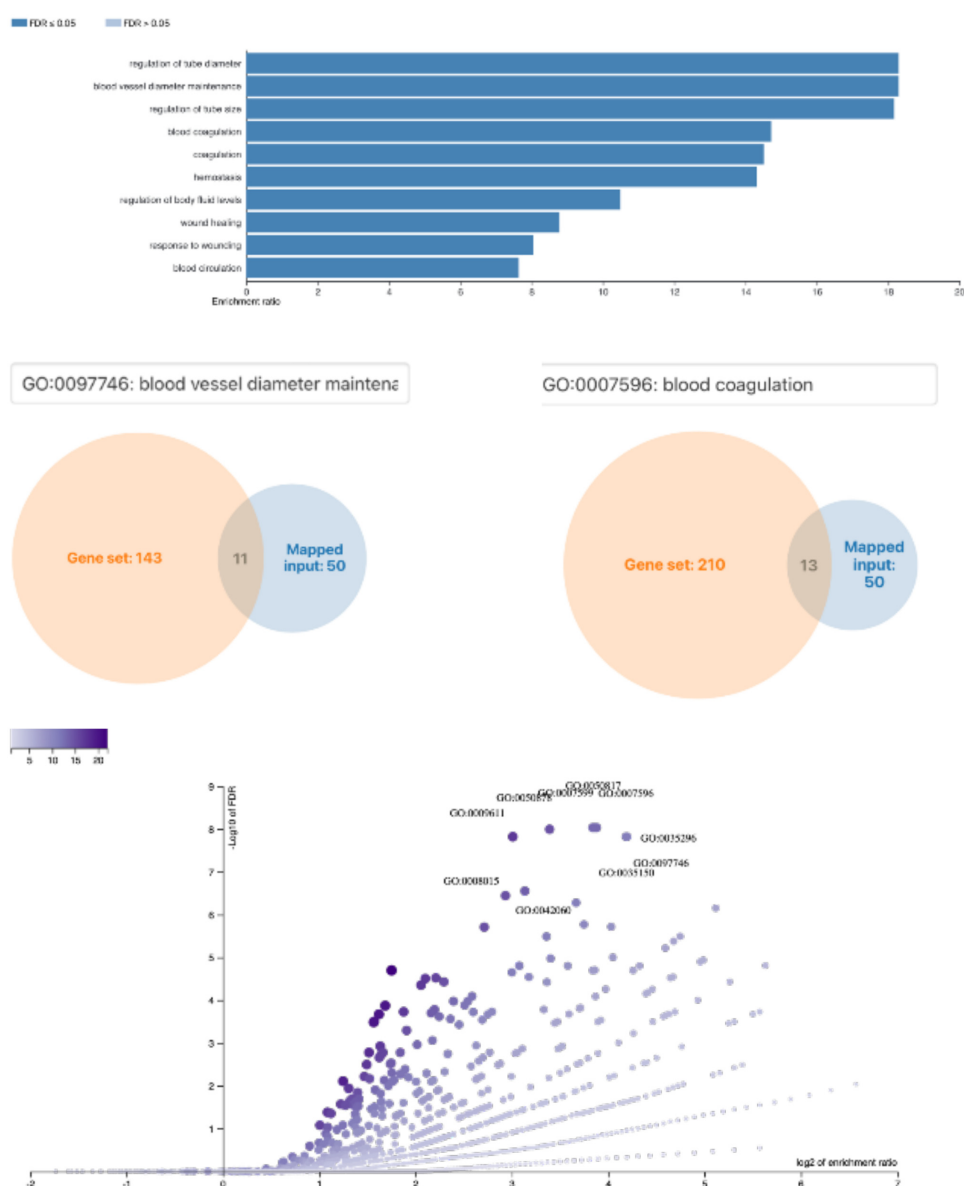 FDR ≤ 0.05 FDR > 0.05
regulation of tube diameter
blood vessel diameter maintenance
regulation of tube size
blood coagulation
coagulation
hemostasis
regulation of body fluid levels
wound healing
response to wounding
blood circulation
0 2 4 6 8 10 12 14 16 18 20
Enrichment ratio
GO:0097746: blood vessel diameter maintena
GO:0007596: blood coagulation
Gene set: 143
11
Mapped
input: 50
Gene set: 210
13
Mapped
input:
50
5 10 15 20
-Log10 of FDR
9
8
7
6
5
4
3
2
1
GO:0050817
GO:0050878 GO:0007599 GO:0007596
GO:0009611
GO:0035296
GO:0097746
GO:0035150
GO:0008015
GO:0042060
log2 of enrichment ratio
-2 -1 0 1 2 3 4 5 6 7